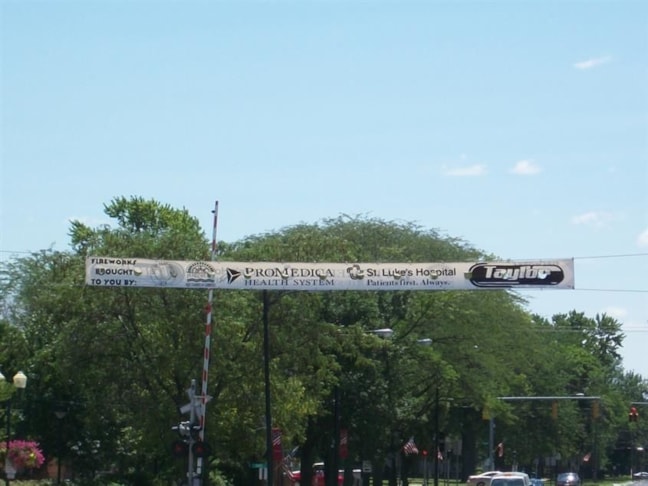 FIREWORKS
BROUGHT
TO YOU BY:
PROMEDICA
HEALTH SYSTEM
St. Luke's Hospital
Patients first. Always.
Taylor